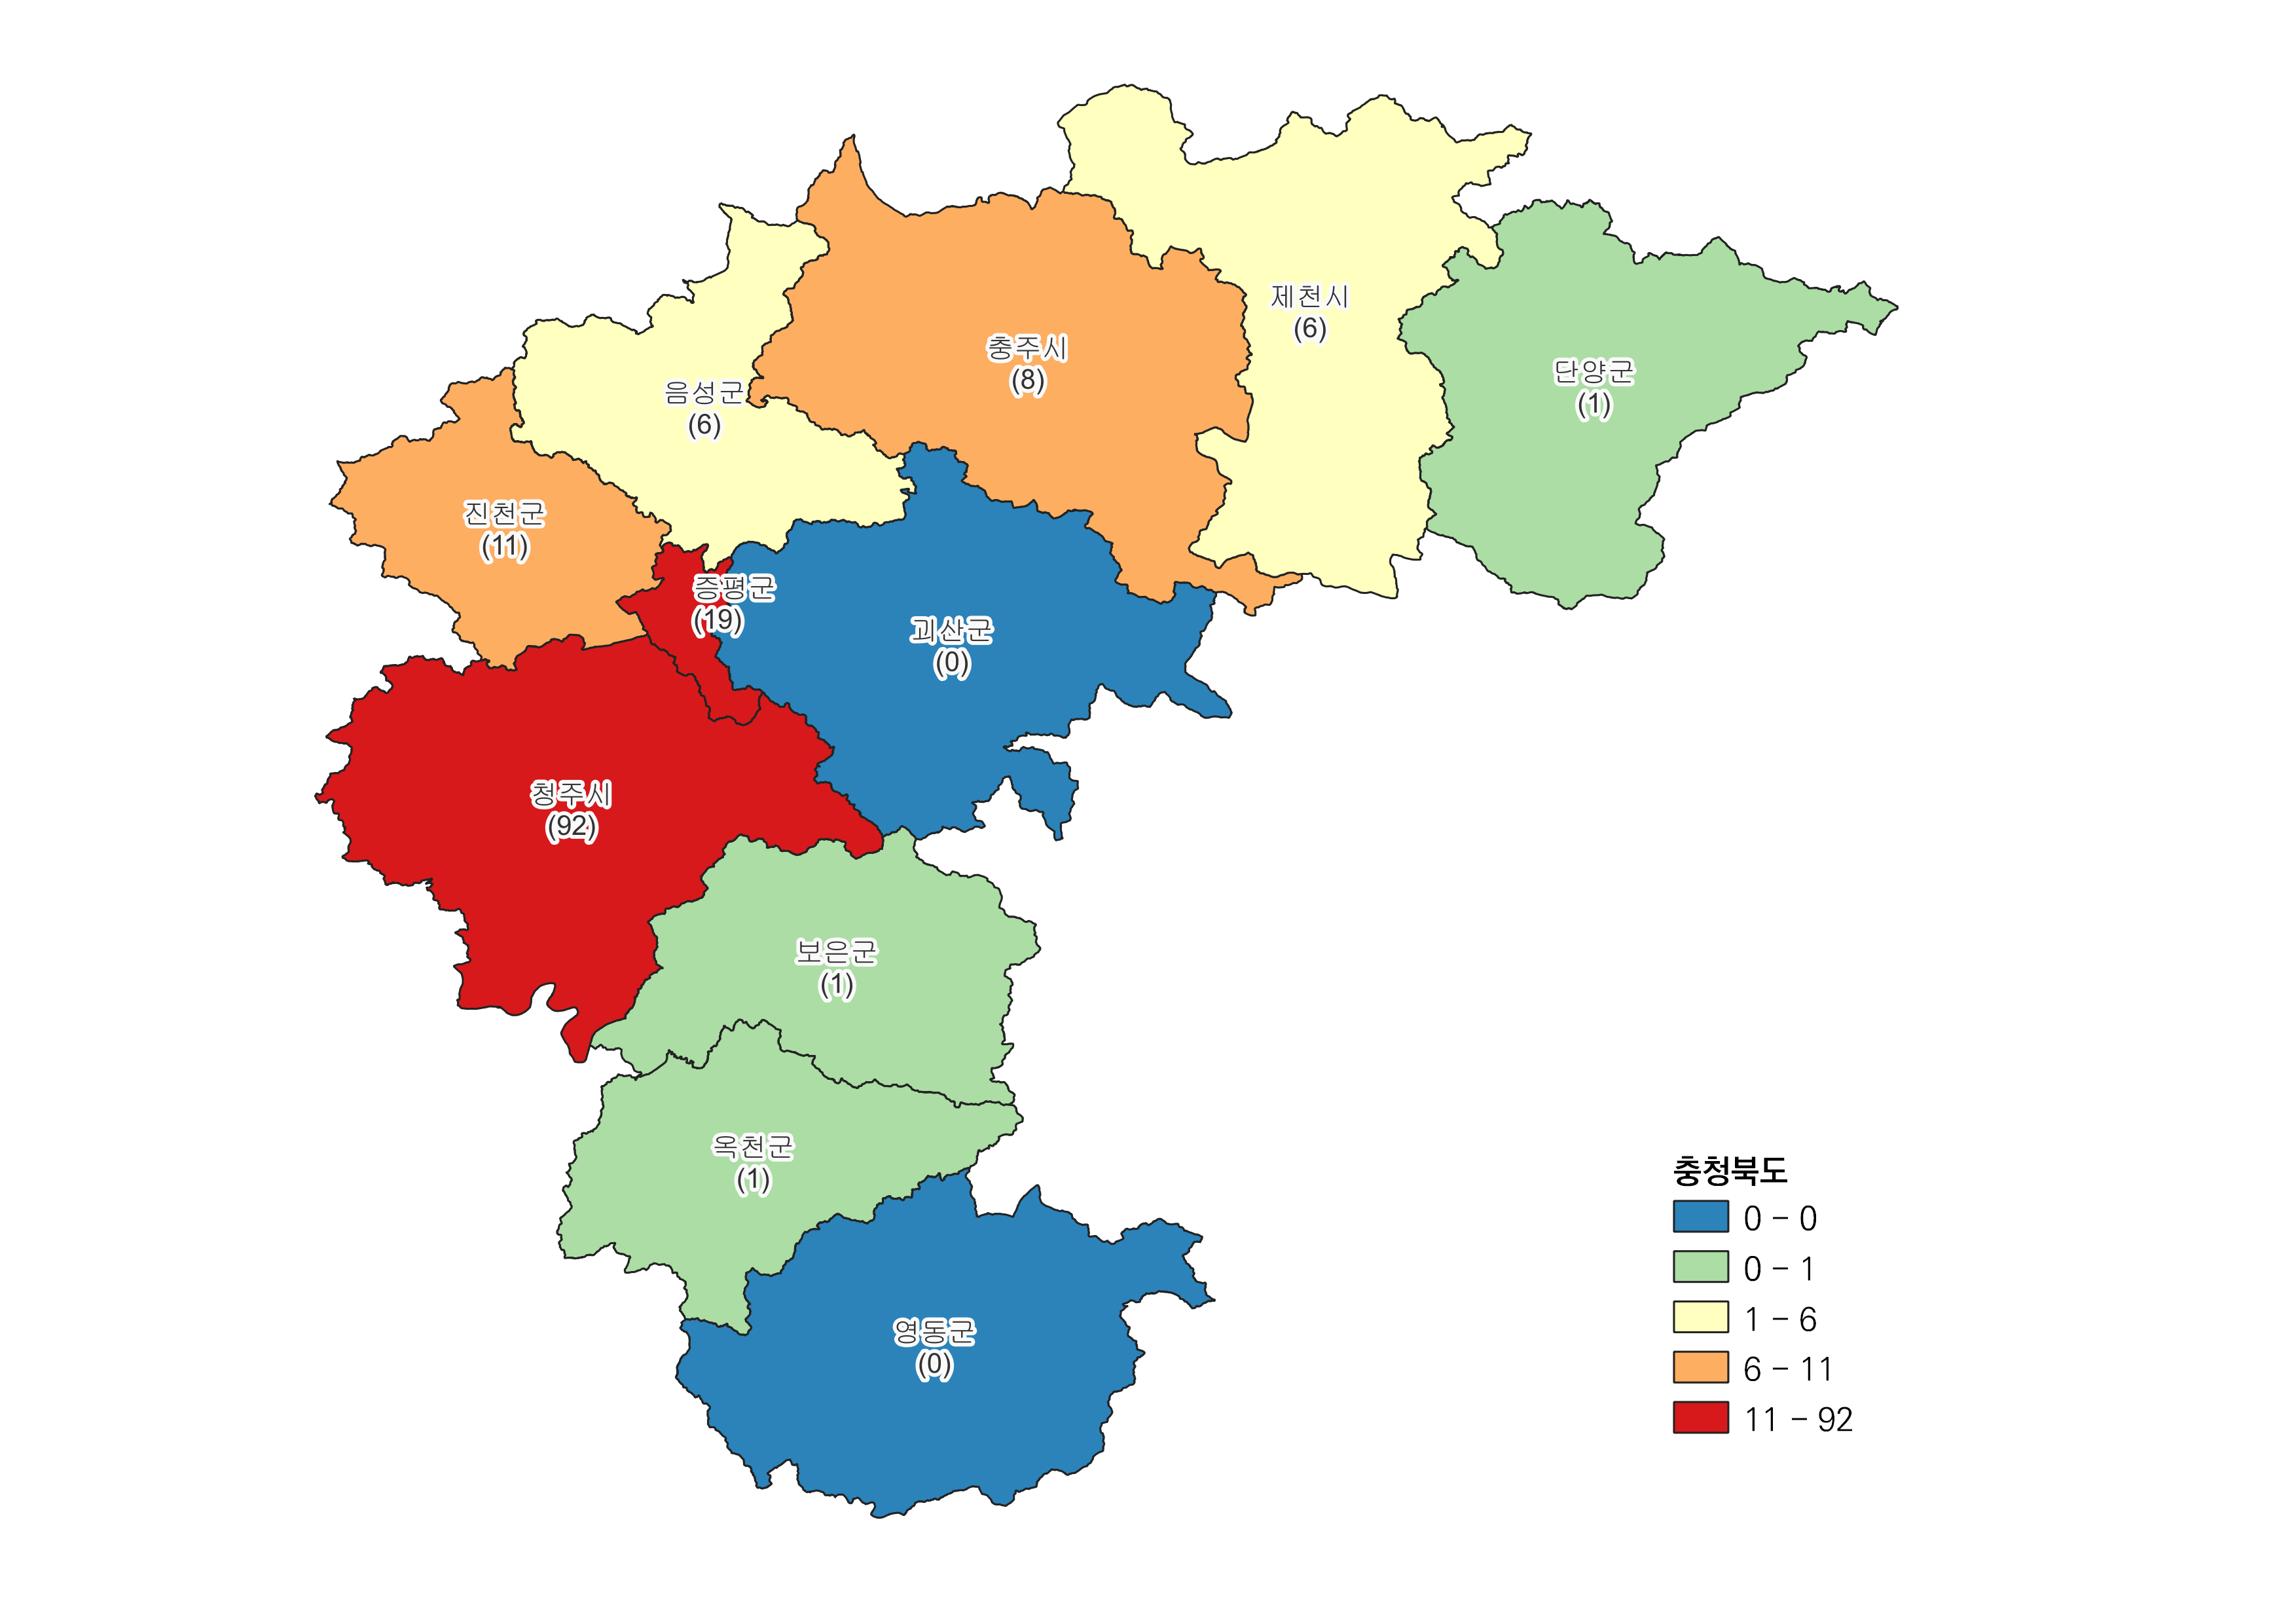 제천시
(6)
충주시
(8)
단양군
(1)
음성군
(6)
진천군
(11)
증평군
(19)
괴산군
(0)
청주시
(92)
보은군
(1)
옥천군
(1)
영동군
(0)
충청북도
0 - 0
0 - 1
1 - 6
6 - 11
11 - 92